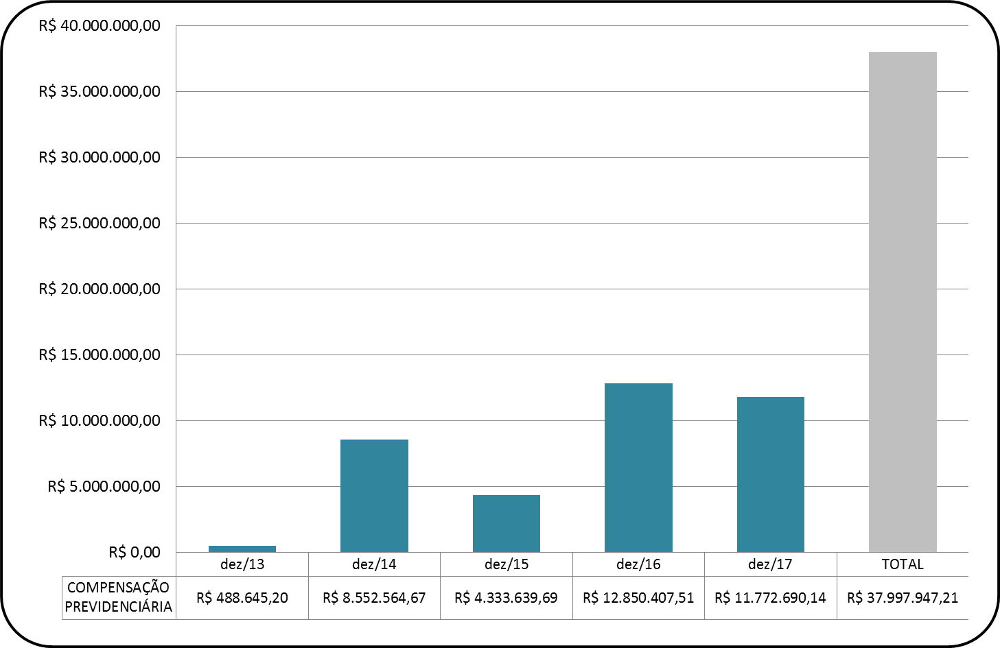 R$ 40.000.000,00
R$ 35.000.000,00
R$ 30.000.000,00
R$ 25.000.000,00
R$ 20.000.000,00
R$ 15.000.000,00
R$ 10.000.000,00
R$ 5.000.000,00
R$ 0,00
dez/13 dez/14 dez/15 dez/16 dez/17 TOTAL
COMPENSAÇÃO
PREVIDENCIÁRIA
R$ 488.645,20 R$ 8.552.564,67 R$ 4.333.639,69 R$ 12.850.407,51 R$ 11.772.690,14 R$ 37.997.947,21